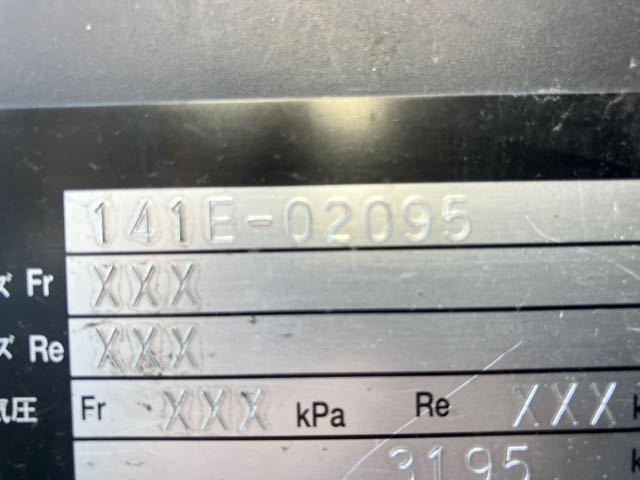 141E-02095
ズ Fr XXX
ズ Re XXX
気圧 Fr XXX kPa Re XXX k
3195 k